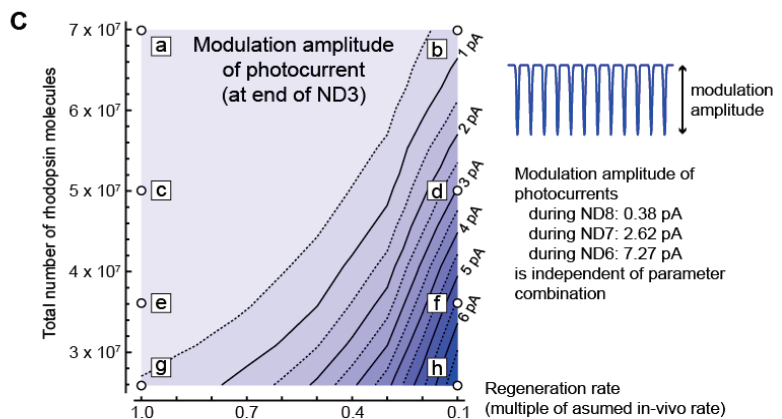 C
Total number of rhodopsin molecules
7 x 10⁷
6 x 10⁷
5 x 10⁷
4 x 10⁷
3 x 10⁷
Modulation amplitude
of photocurrent
(at end of ND3)
a
b
c
d
e
f
g
h
1 pA
2 pA
3 pA
4 pA
5 pA
6 pA
1.0
0.7
0.4
0.1
Regeneration rate
(multiple of asumed in-vivo rate)
modulation
amplitude
Modulation amplitude of
photocurrents
during ND8: 0.38 pA
during ND7: 2.62 pA
during ND6: 7.27 pA
is independent of parameter
combination